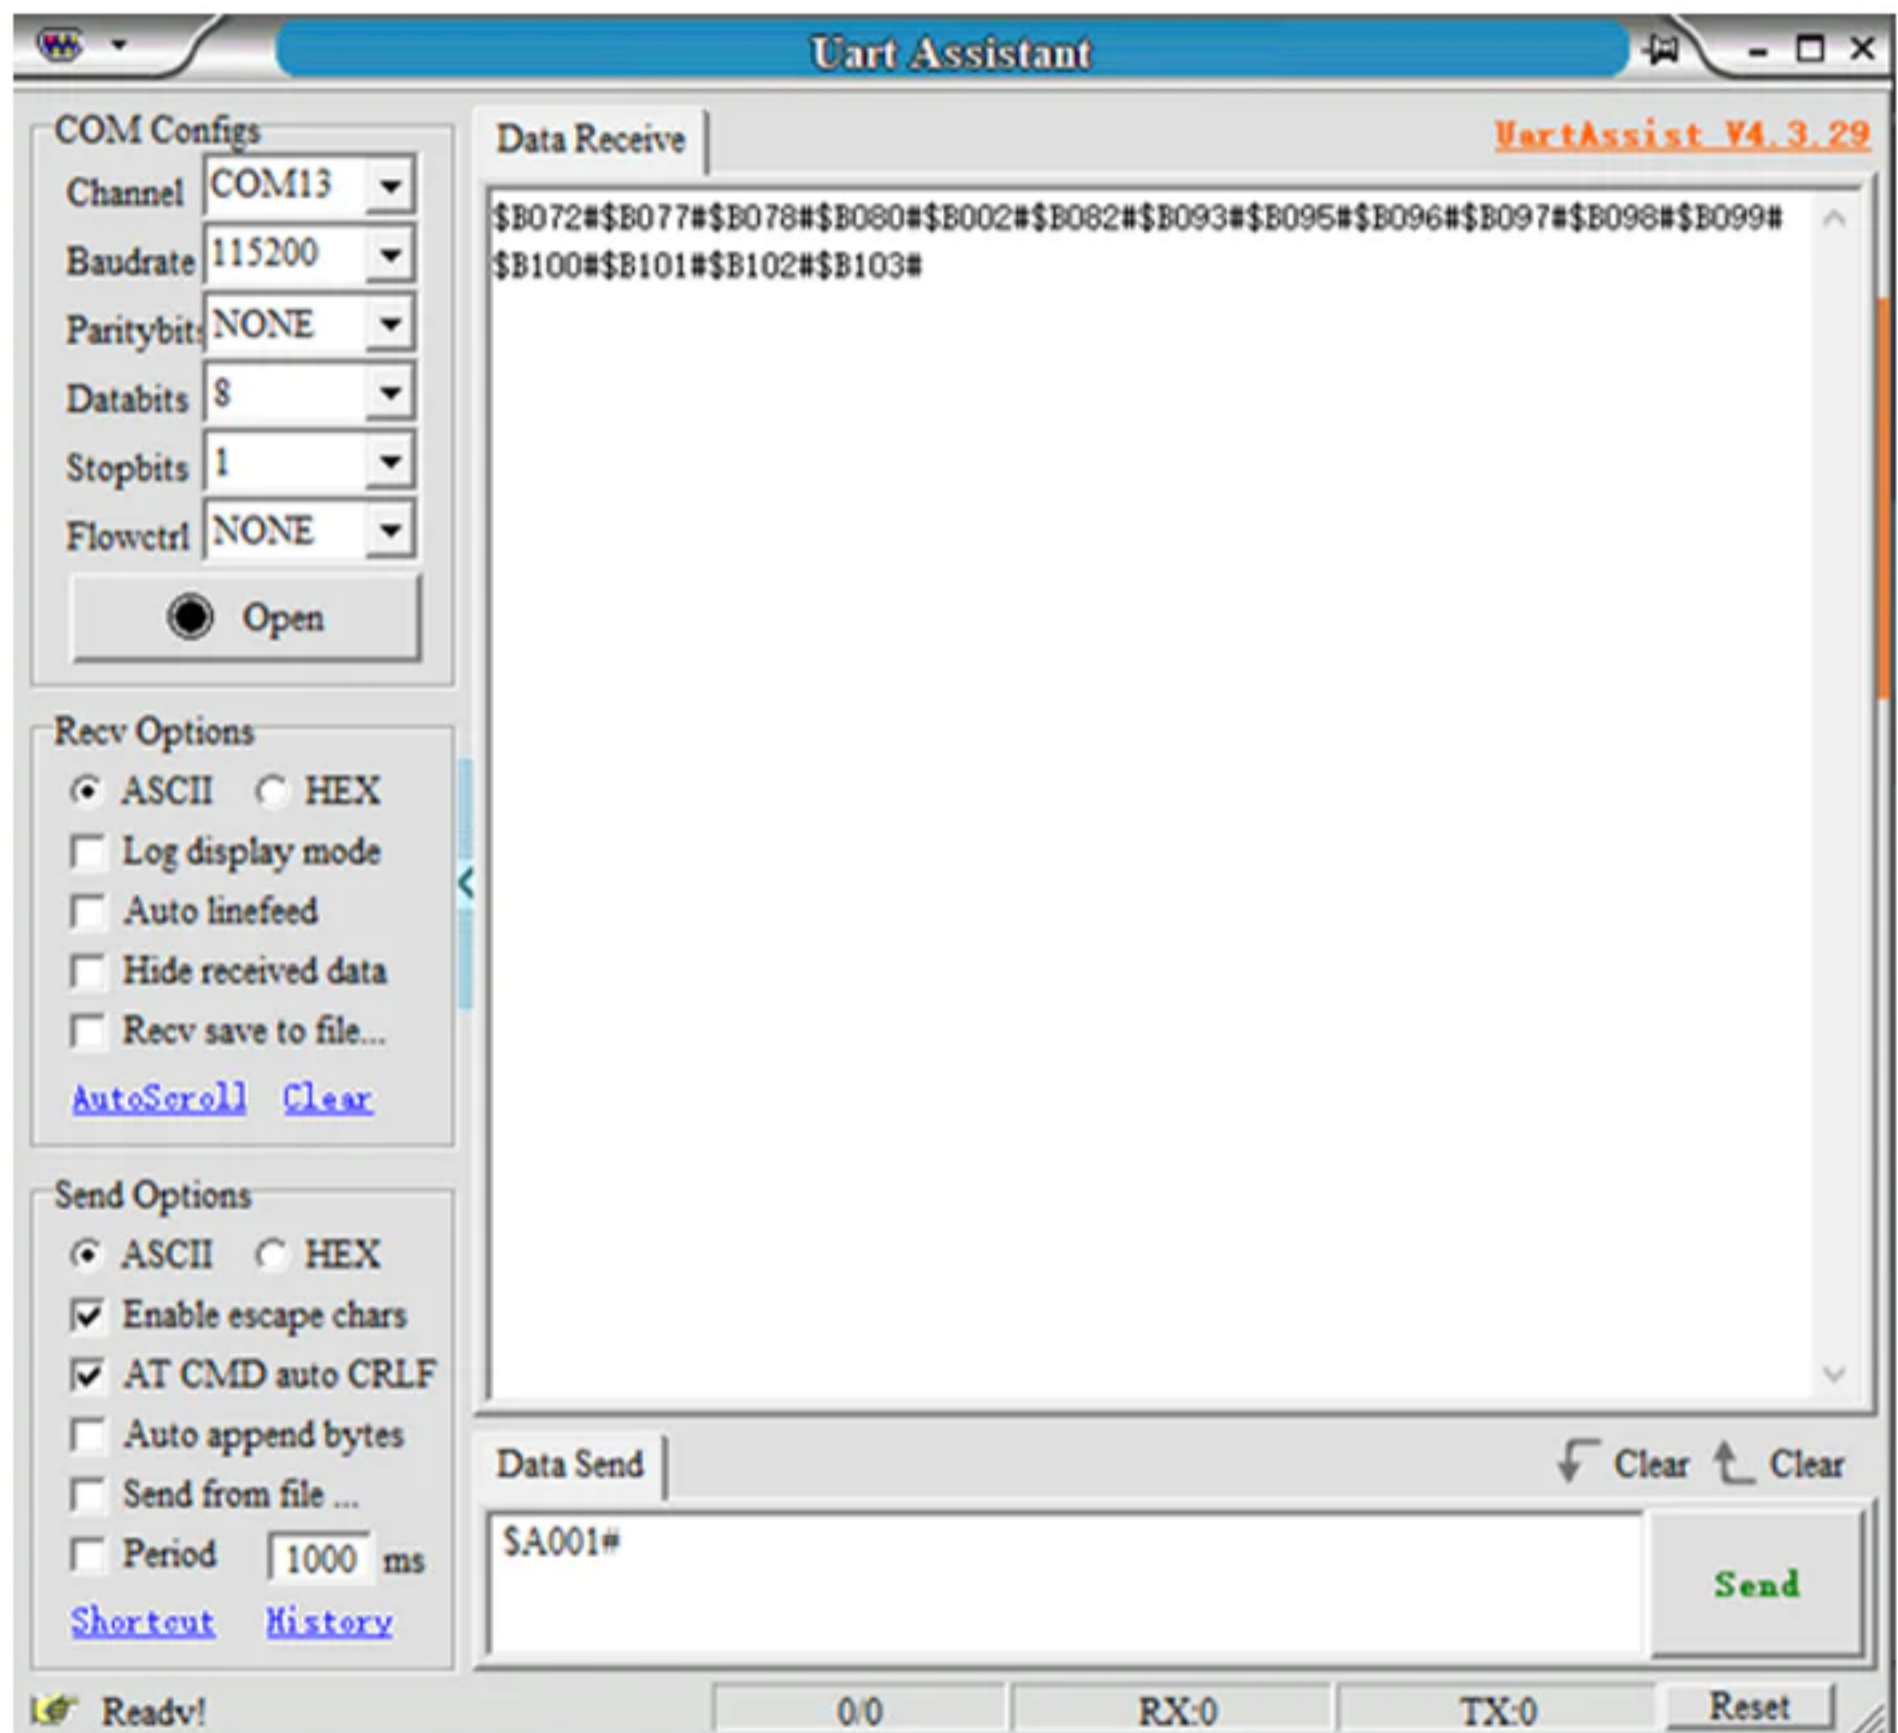 Uart Assistant
COM Configs
Channel COM13
Baudrate 115200
Paritybits NONE
Databits 8
Stopbits 1
Flowctrl NONE
Open
Recv Options
ASCII HEX
Log display mode
Auto linefeed
Hide received data
Recv save to file...
AutoScroll Clear
Send Options
ASCII HEX
Enable escape chars
AT CMD auto CRLF
Auto append bytes
Send from file ...
Period 1000 ms
Shortcut History
Data Receive
UartAssist V4.3.29
$B072#$B077#$B078#$B080#$B002#$B082#$B093#$B095#$B096#$B097#$B098#$B099#
$B100#$B101#$B102#$B103#
Data Send
Clear Clear
$A001#
Send
Ready!
0/0
RX:0
TX:0
Reset